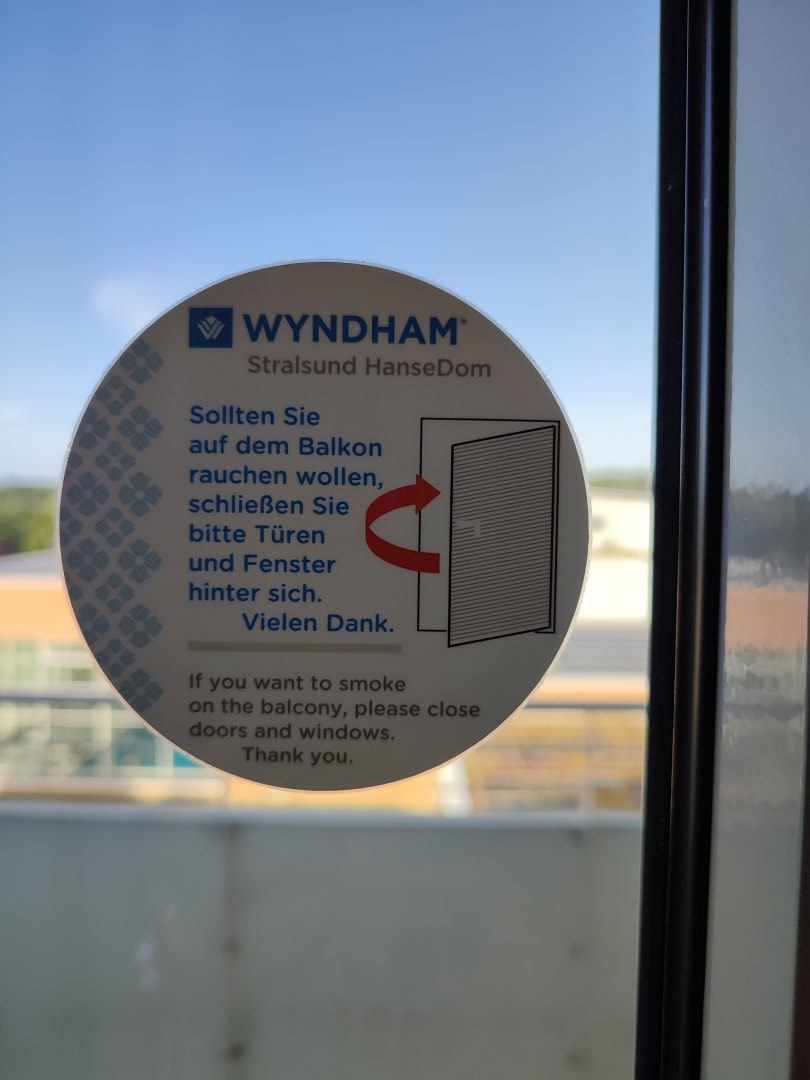 WYNDHAM®
Stralsund HanseDom
Sollten Sie
auf dem Balkon
rauchen wollen,
schließen Sie
bitte Türen
und Fenster
hinter sich.
Vielen Dank.
If you want to smoke
on the balcony, please close
doors and windows.
Thank you.